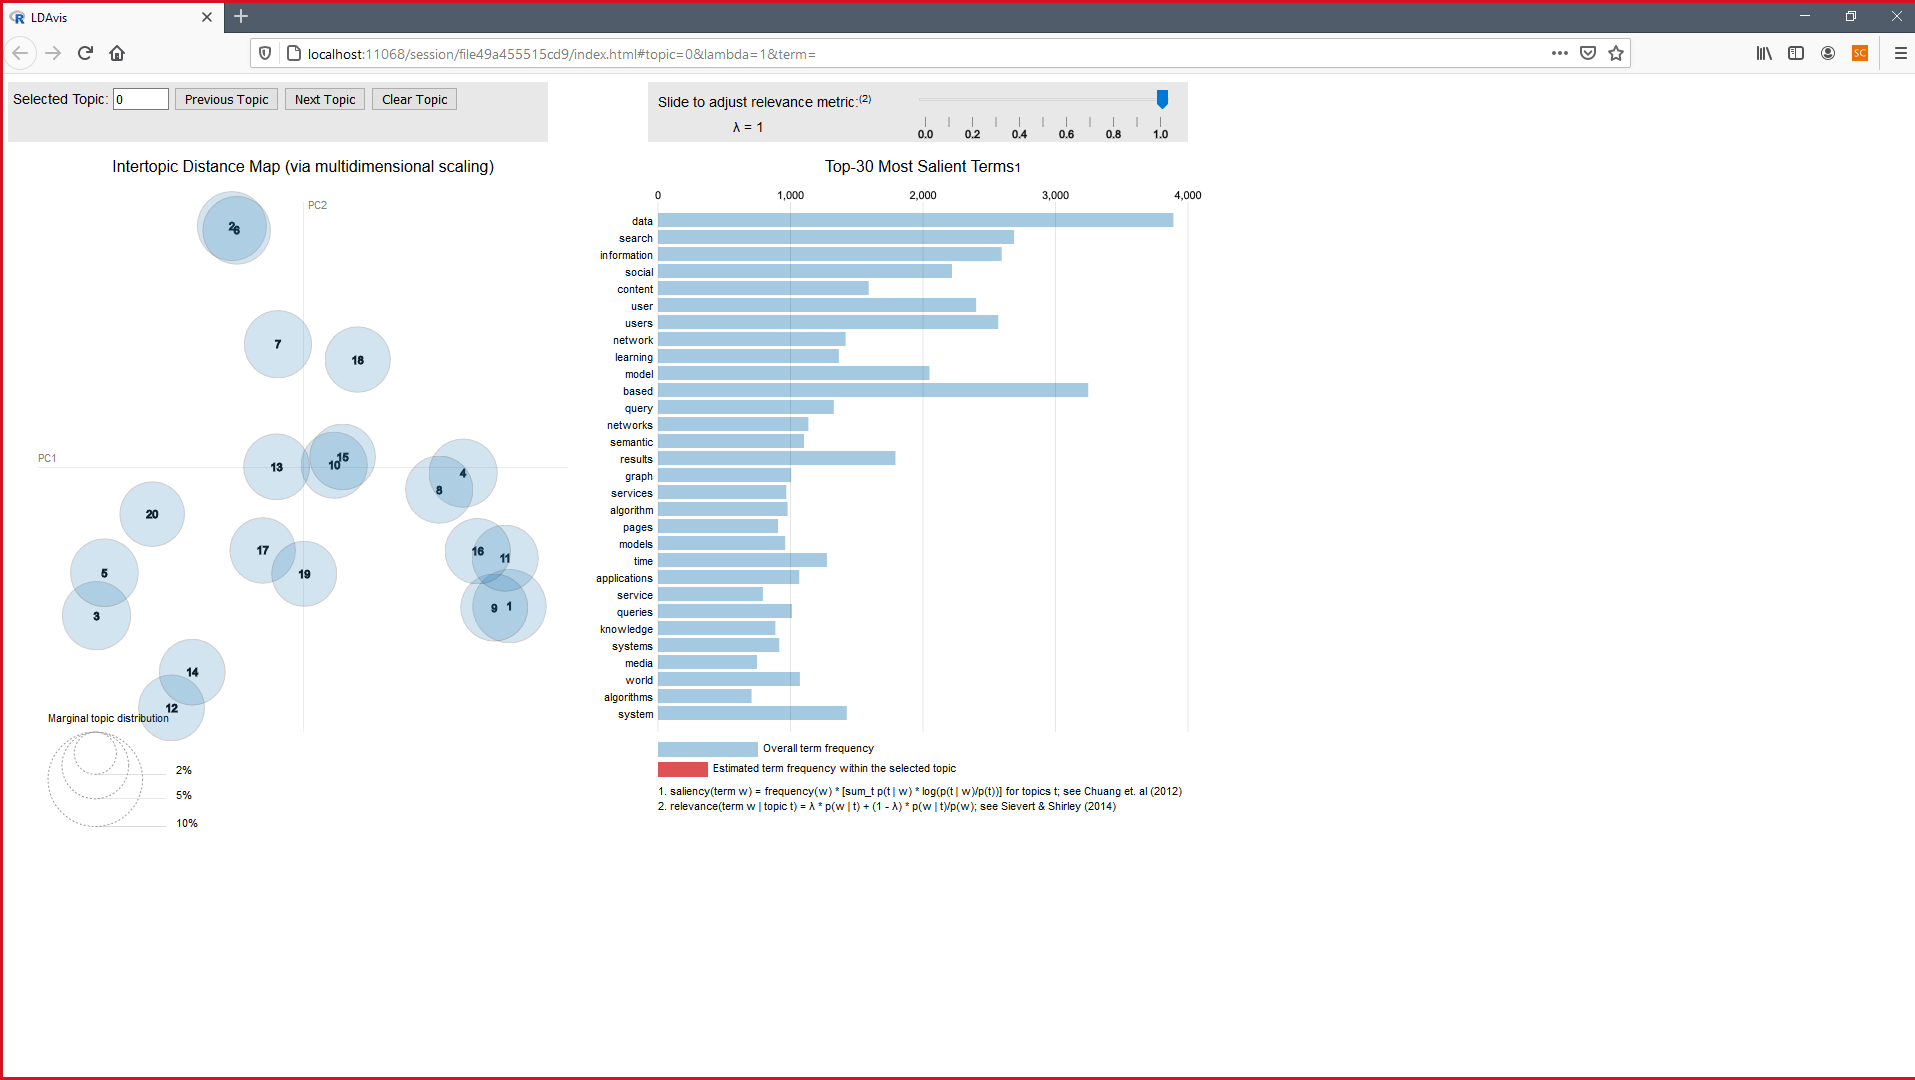 LDAvis
localhost:11068/session/file49a455515cd9/index.html#topic=0&lambda=1&term=
SC
Selected Topic: 0 Previous Topic Next Topic Clear Topic
Slide to adjust relevance metric:(2)
λ = 1
0.0 0.2 0.4 0.6 0.8 1.0
Intertopic Distance Map (via multidimensional scaling)
PC2
PC1
2
6
7
18
15
10
13
4
8
20
17
16
11
5
19
9
1
3
14
12
Marginal topic distribution
2%
5%
10%
Top-30 Most Salient Terms1
0 1,000 2,000 3,000 4,000
data
search
information
social
content
user
users
network
learning
model
based
query
networks
semantic
results
graph
services
algorithm
pages
models
time
applications
service
queries
knowledge
systems
media
world
algorithms
system
Overall term frequency
Estimated term frequency within the selected topic
1. saliency(term w) = frequency(w) * [sum_t p(t | w) * log(p(t | w)/p(t))] for topics t; see Chuang et. al (2012)
2. relevance(term w | topic t) = λ * p(w | t) + (1 - λ) * p(w | t)/p(w); see Sievert & Shirley (2014)